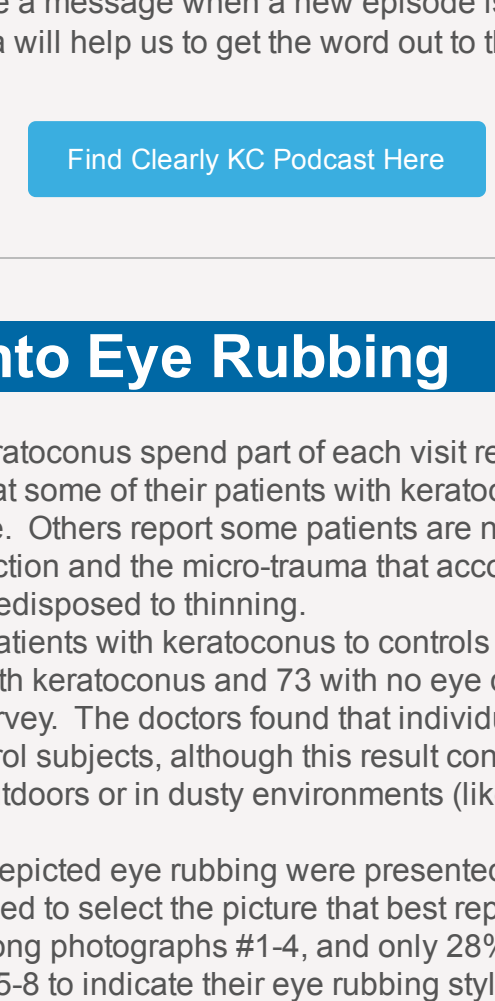 e a message when a new episode is
a will help us to get the word out to th
Find Clearly KC Podcast Here
nto Eye Rubbing
ratoconus spend part of each visit re
at some of their patients with keratoc
e.  Others report some patients are n
ction and the micro-trauma that acco
edisposed to thinning.
atients with keratoconus to controls
th keratoconus and 73 with no eye c
rvey.  The doctors found that individu
rol subjects, although this result con
tdoors or in dusty environments (lik
epicted eye rubbing were presented
ed to select the picture that best rep
ong photographs #1-4, and only 28%
5-8 to indicate their eye rubbing styl